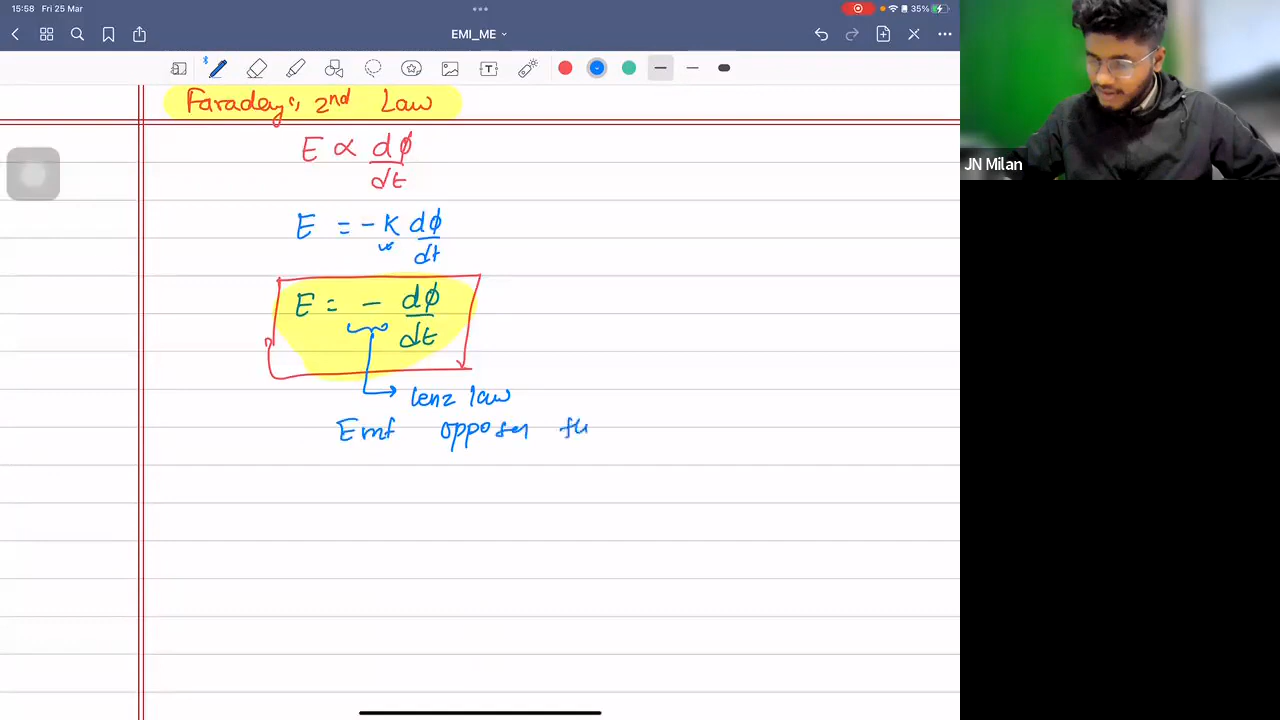 15:58 Fri 25 Mar
35%
EMI_ME
JN Milan
Faraday's 2nd Law
E ∝ dϕ/dt
E = -K dϕ/dt
E = - dϕ/dt
lenz law
Emf opposes